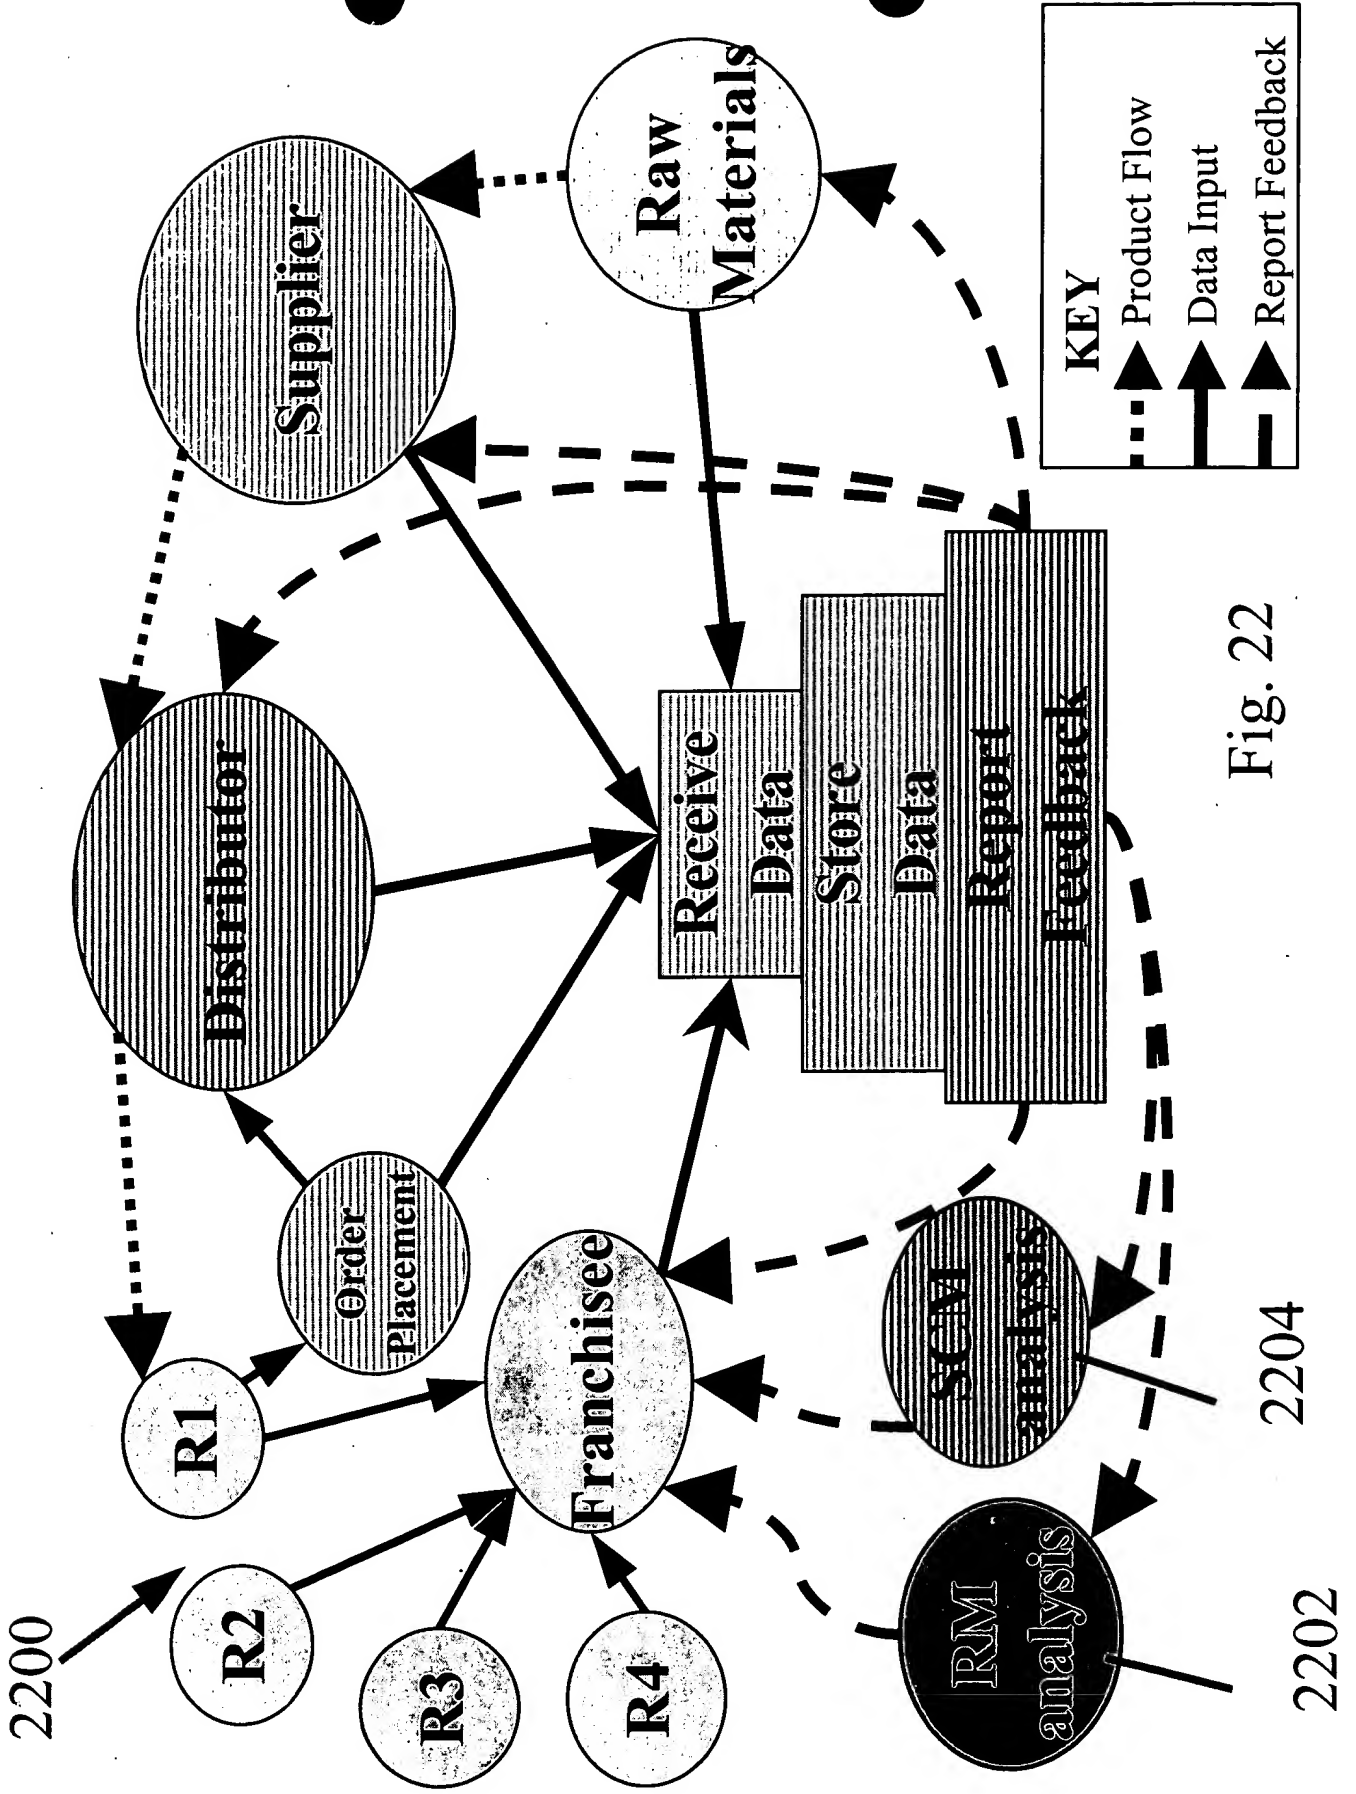 2200
R1
R2
R3
R4
Order
Placement
Distributor
Supplier
Franchisee
Raw
Materials
Receive
Data
Store
Data
Report
Feedback
RM
analysis
SCM
analysis
2202
2204
Fig. 22
KEY
Product Flow
Data Input
Report Feedback